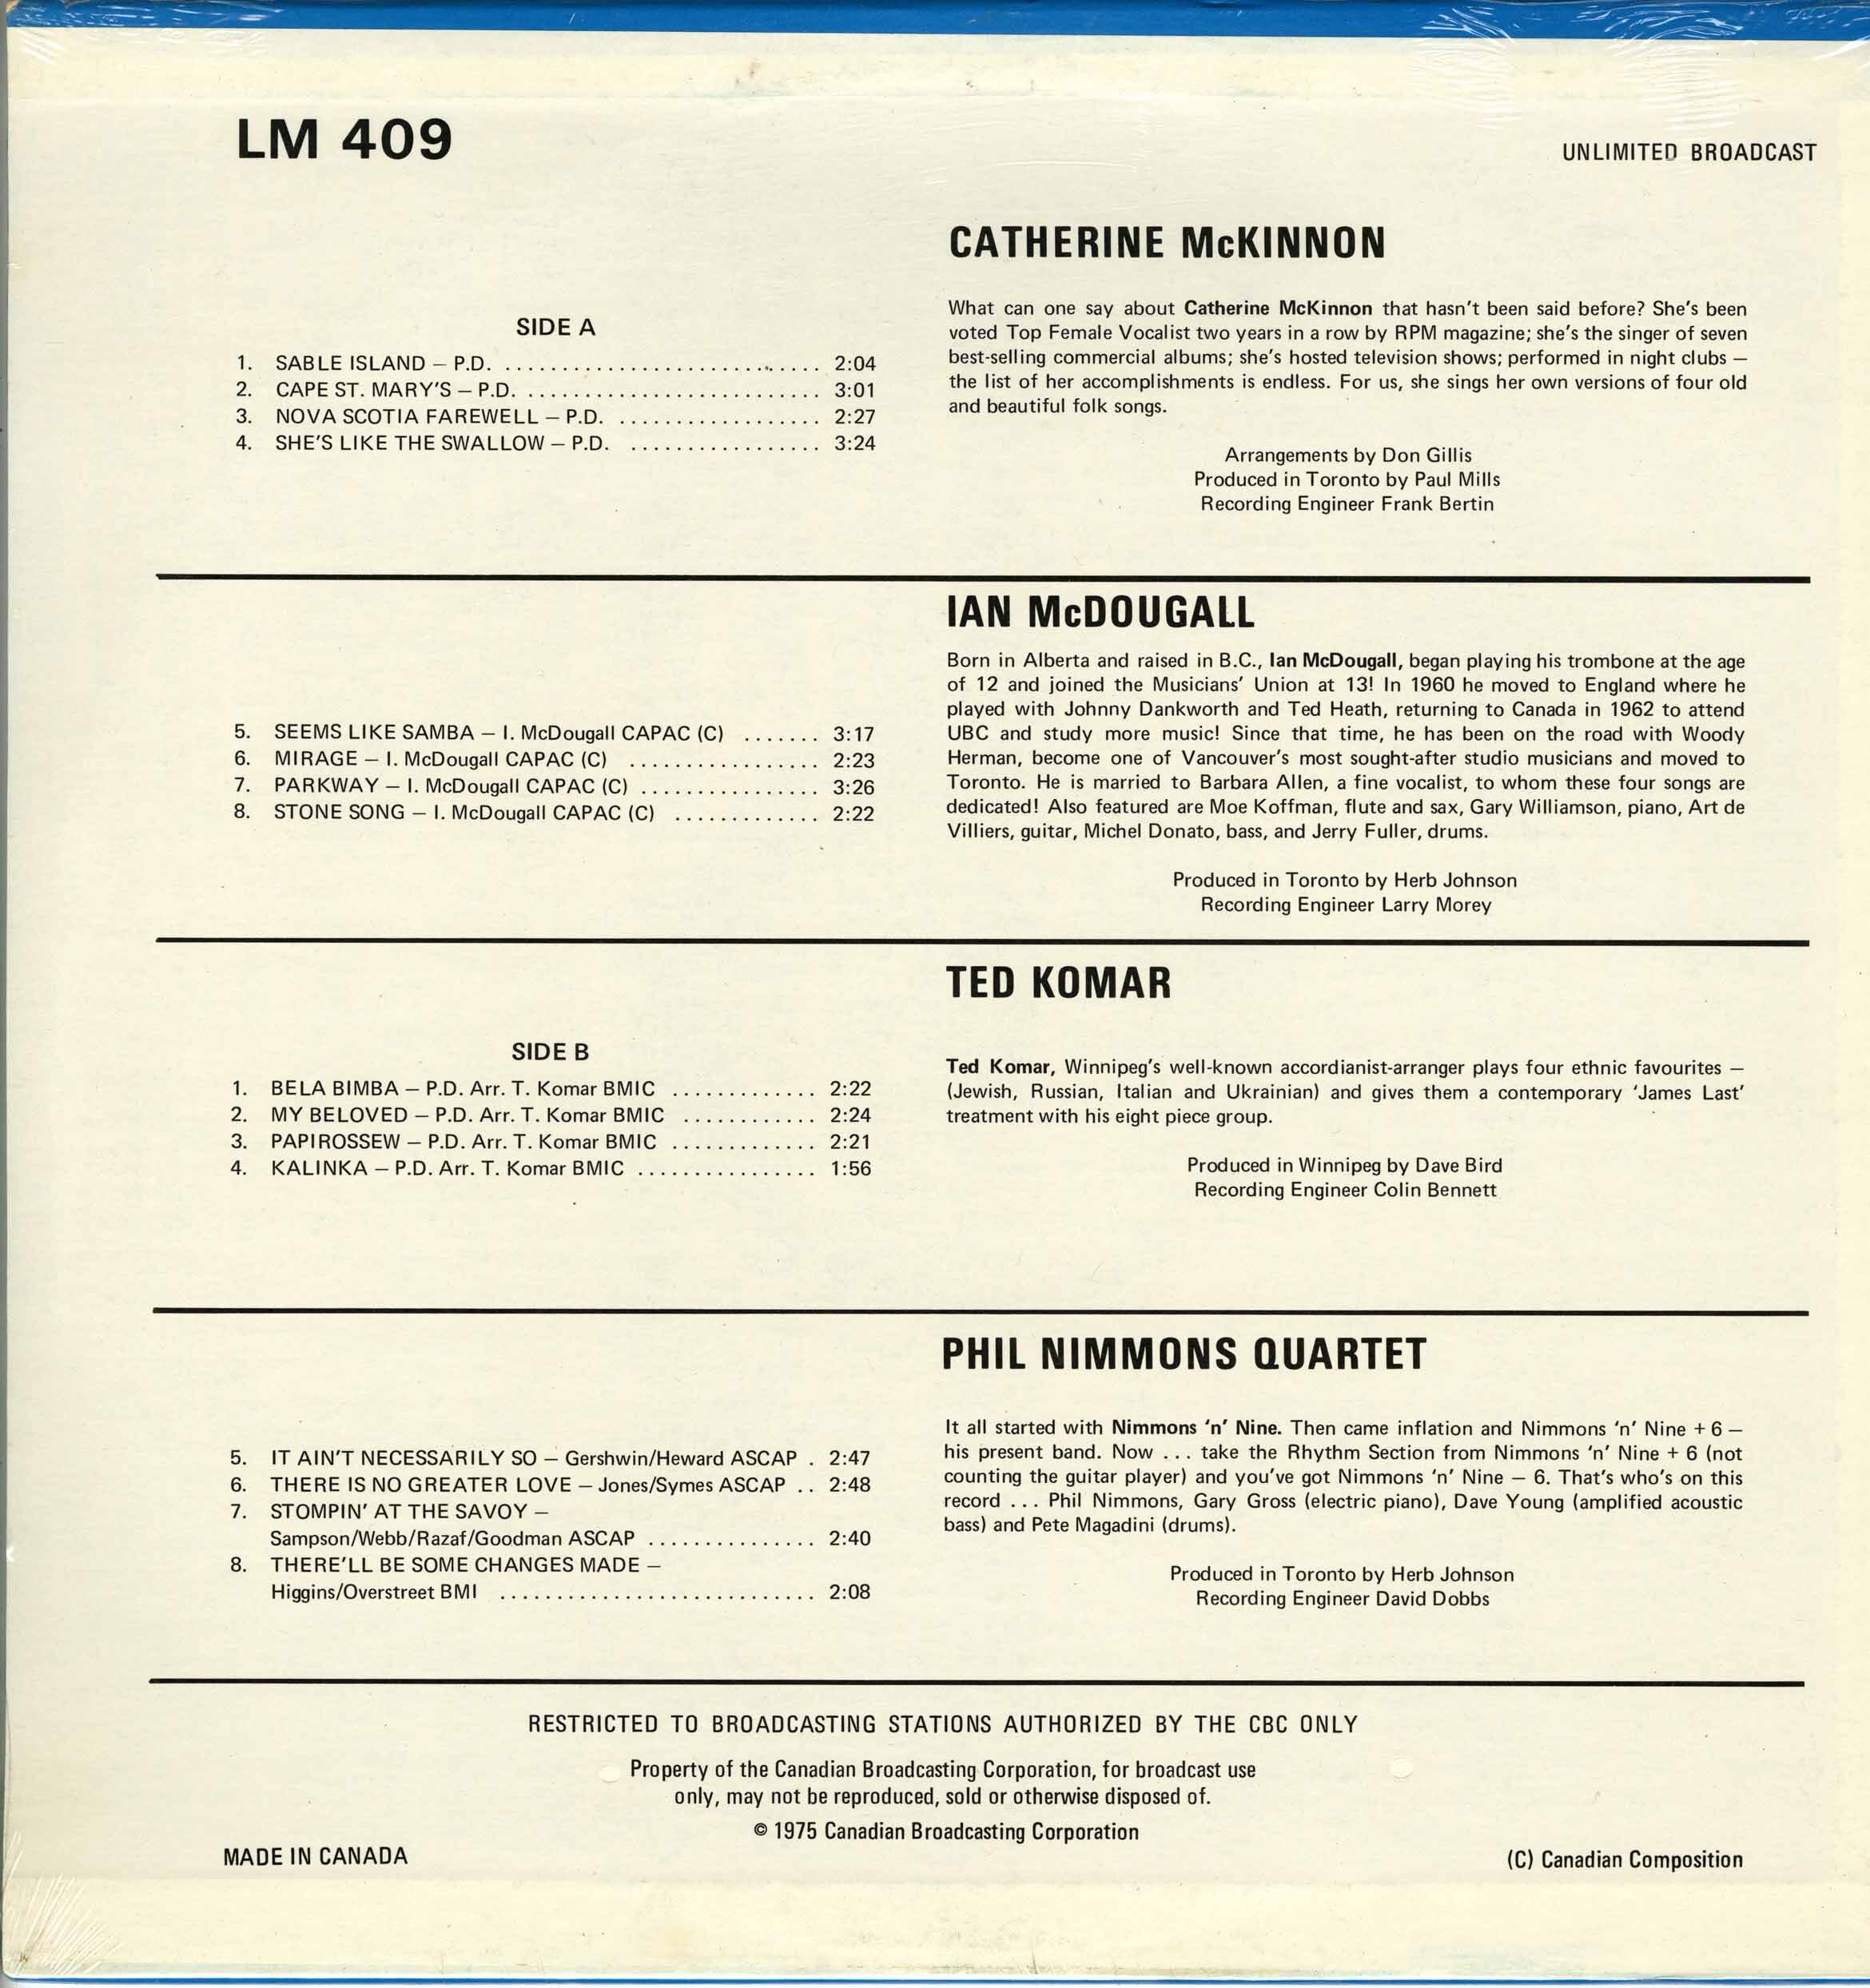 LM 409
UNLIMITED BROADCAST
CATHERINE McKINNON
SIDE A
1. SABLE ISLAND – P.D. ............................ 2:04
2. CAPE ST. MARY'S – P.D. .......................... 3:01
3. NOVA SCOTIA FAREWELL – P.D. .................. 2:27
4. SHE'S LIKE THE SWALLOW – P.D. ................. 3:24
What can one say about Catherine McKinnon that hasn't been said before? She's been
voted Top Female Vocalist two years in a row by RPM magazine; she's the singer of seven
best-selling commercial albums; she's hosted television shows; performed in night clubs –
the list of her accomplishments is endless. For us, she sings her own versions of four old
and beautiful folk songs.
Arrangements by Don Gillis
Produced in Toronto by Paul Mills
Recording Engineer Frank Bertin
IAN McDOUGALL
5. SEEMS LIKE SAMBA – I. McDougall CAPAC (C) ....... 3:17
6. MIRAGE – I. McDougall CAPAC (C) ................. 2:23
7. PARKWAY – I. McDougall CAPAC (C) ................ 3:26
8. STONE SONG – I. McDougall CAPAC (C) ............. 2:22
Born in Alberta and raised in B.C., Ian McDougall, began playing his trombone at the age
of 12 and joined the Musicians' Union at 13! In 1960 he moved to England where he
played with Johnny Dankworth and Ted Heath, returning to Canada in 1962 to attend
UBC and study more music! Since that time, he has been on the road with Woody
Herman, become one of Vancouver's most sought-after studio musicians and moved to
Toronto. He is married to Barbara Allen, a fine vocalist, to whom these four songs are
dedicated! Also featured are Moe Koffman, flute and sax, Gary Williamson, piano, Art de
Villiers, guitar, Michel Donato, bass, and Jerry Fuller, drums.
Produced in Toronto by Herb Johnson
Recording Engineer Larry Morey
TED KOMAR
SIDE B
1. BELA BIMBA – P.D. Arr. T. Komar BMIC ............. 2:22
2. MY BELOVED – P.D. Arr. T. Komar BMIC ............ 2:24
3. PAPIROSSEW – P.D. Arr. T. Komar BMIC ............. 2:21
4. KALINKA – P.D. Arr. T. Komar BMIC ................ 1:56
Ted Komar, Winnipeg's well-known accordianist-arranger plays four ethnic favourites –
(Jewish, Russian, Italian and Ukrainian) and gives them a contemporary 'James Last'
treatment with his eight piece group.
Produced in Winnipeg by Dave Bird
Recording Engineer Colin Bennett
PHIL NIMMONS QUARTET
5. IT AIN'T NECESSARILY SO – Gershwin/Heward ASCAP . 2:47
6. THERE IS NO GREATER LOVE – Jones/Symes ASCAP .. 2:48
7. STOMPIN' AT THE SAVOY –
Sampson/Webb/Razaf/Goodman ASCAP ............... 2:40
8. THERE'LL BE SOME CHANGES MADE –
Higgins/Overstreet BMI ............................ 2:08
It all started with Nimmons 'n' Nine. Then came inflation and Nimmons 'n' Nine + 6 –
his present band. Now ... take the Rhythm Section from Nimmons 'n' Nine + 6 (not
counting the guitar player) and you've got Nimmons 'n' Nine – 6. That's who's on this
record ... Phil Nimmons, Gary Gross (electric piano), Dave Young (amplified acoustic
bass) and Pete Magadini (drums).
Produced in Toronto by Herb Johnson
Recording Engineer David Dobbs
RESTRICTED TO BROADCASTING STATIONS AUTHORIZED BY THE CBC ONLY
Property of the Canadian Broadcasting Corporation, for broadcast use
only, may not be reproduced, sold or otherwise disposed of.
© 1975 Canadian Broadcasting Corporation
MADE IN CANADA
(C) Canadian Composition